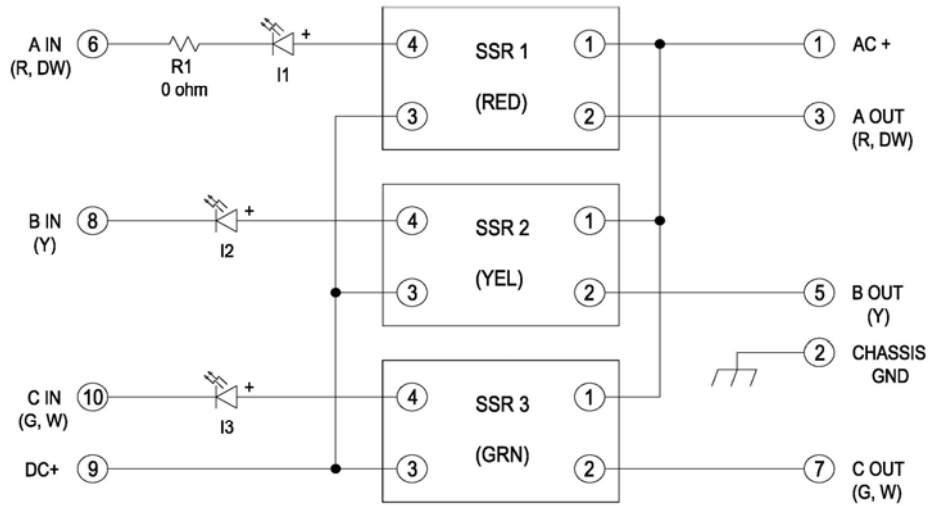 A IN
(R, DW)
6
R1
0 ohm
+
I1
4
3
SSR 1
(RED)
1
2
1
AC +
3
A OUT
(R, DW)
B IN
(Y)
8
+
I2
4
3
SSR 2
(YEL)
1
2
5
B OUT
(Y)
2
CHASSIS
GND
C IN
(G, W)
10
+
I3
4
3
SSR 3
(GRN)
1
2
DC+
9
7
C OUT
(G, W)